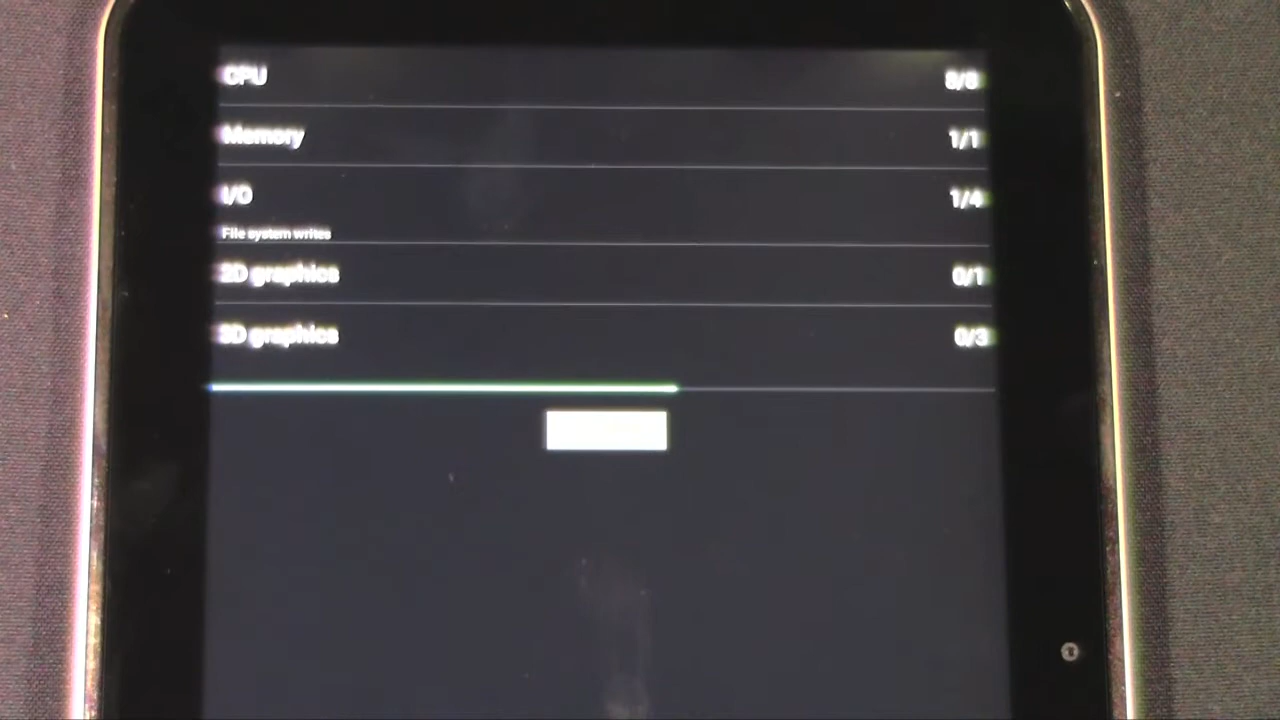 CPU 8/8
Memory 1/1
I/O 1/4
File system writes
2D graphics 0/1
3D graphics 0/3